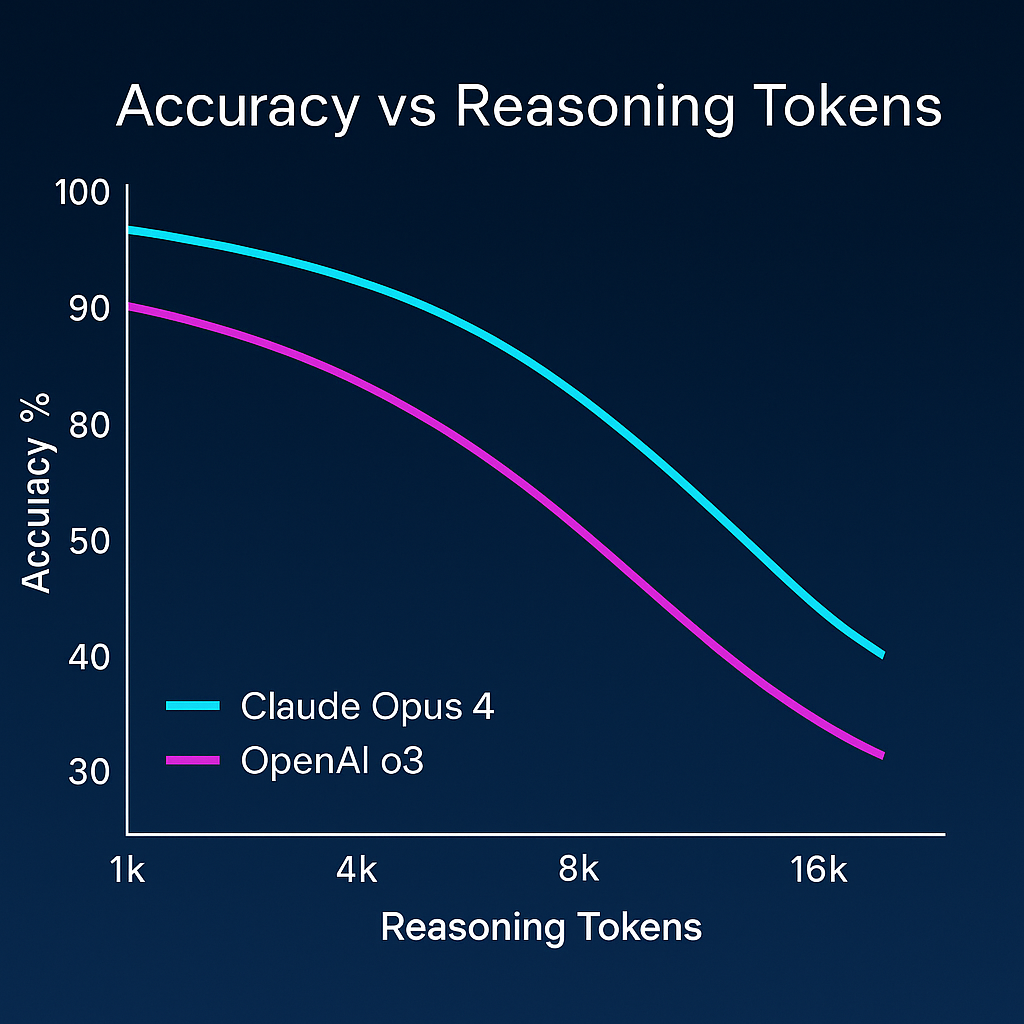 Accuracy vs Reasoning Tokens
100
90
80
50
40
30
Accuıacy %
Claude Opus 4
OpenAI o3
1k 4k 8k 16k
Reasoning Tokens